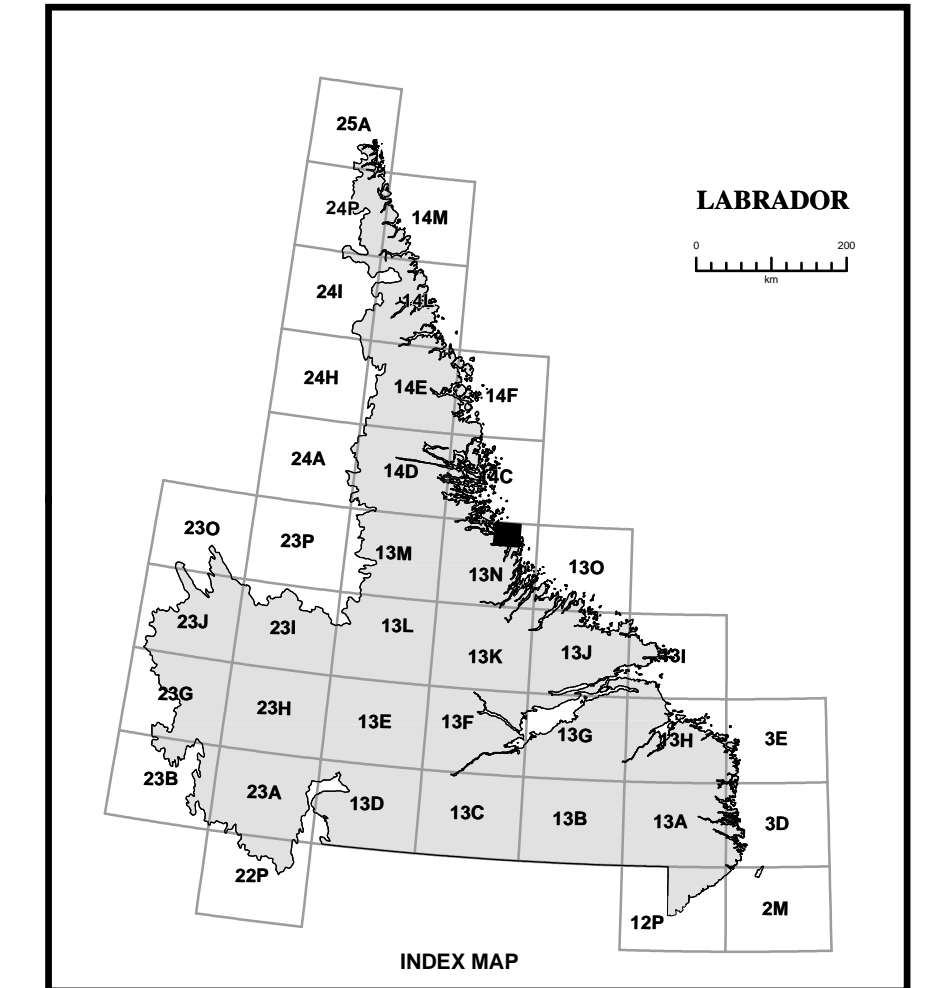 25A
LABRADOR
24P
14M
0 200
km
24I
14L
24H
14E
14F
24A
14D
14C
23O
23P
13M
13N
13O
23J
23I
13L
13K
13J
13I
23G
23H
13E
13F
13G
13H
3E
23B
23A
13D
13C
13B
13A
3D
22P
12P
2M
INDEX MAP